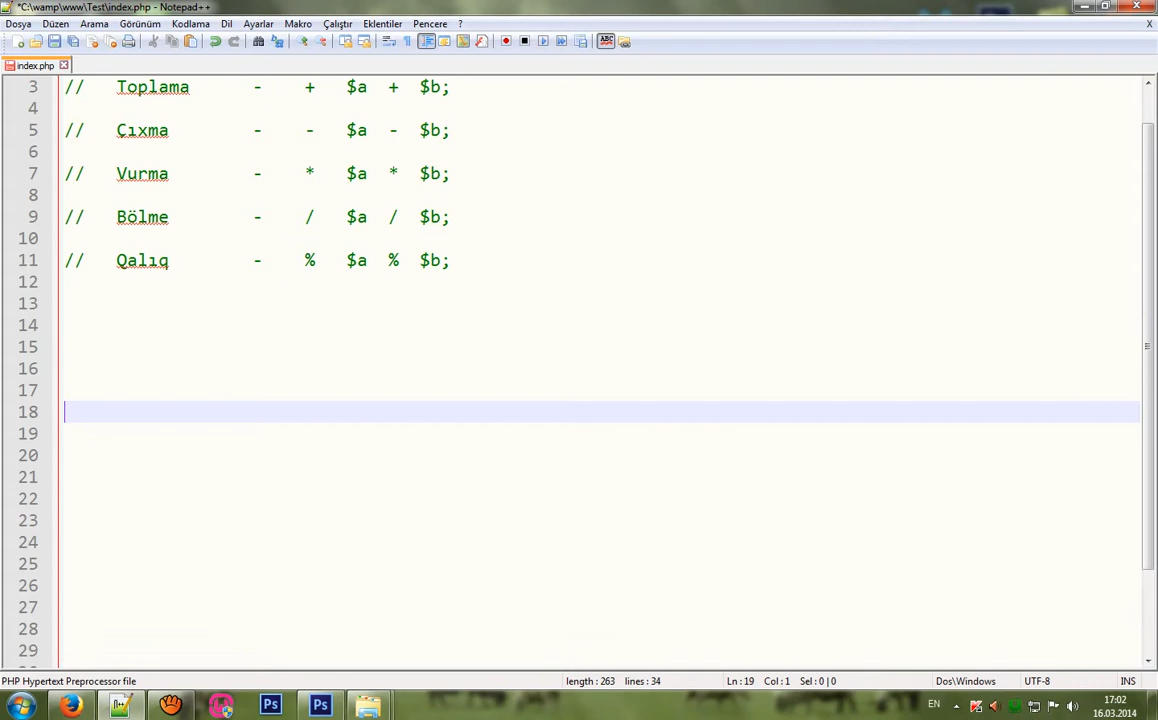 *C:\wamp\www\Test\index.php - Notepad++
Dosya Düzen Arama Görünüm Kodlama Dil Ayarlar Makro Çalıştır Eklentiler Pencere ? X
index.php
3 // Toplama - + $a + $b;
4
5 // Çıxma - - $a - $b;
6
7 // Vurma - * $a * $b;
8
9 // Bölme - / $a / $b;
10
11 // Qalıq - % $a % $b;
12
13
14
15
16
17
18
19
20
21
22
23
24
25
26
27
28
29
PHP Hypertext Preprocessor file length : 263 lines : 34 Ln : 19 Col : 1 Sel : 0 | 0 Dos\Windows UTF-8 INS
Ps Ps EN 17:02
16.03.2014